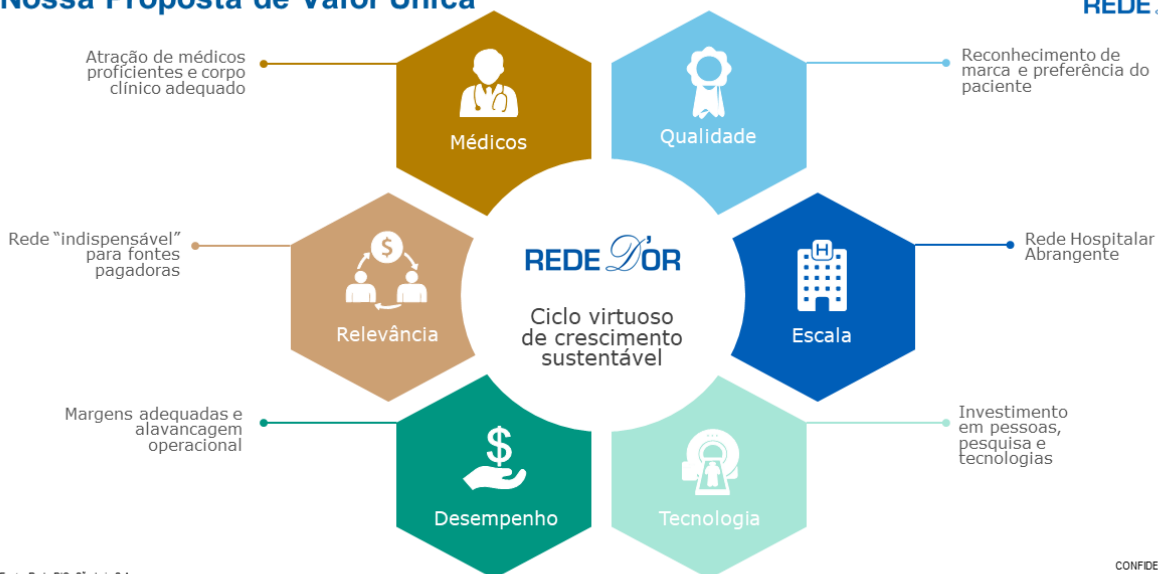 Nossa Proposta de Valor Única
REDE
Atração de médicos
proficientes e corpo
clínico adequado
Médicos
Qualidade
Reconhecimento de
marca e preferência do
paciente
Rede “indispensável”
para fontes
pagadoras
Relevância
REDE D'OR
Ciclo virtuoso
de crescimento
sustentável
H
Escala
Rede Hospitalar
Abrangente
Margens adequadas e
alavancagem
operacional
$
Desempenho
Tecnologia
Investimento
em pessoas,
pesquisa e
tecnologias
CONFIDE